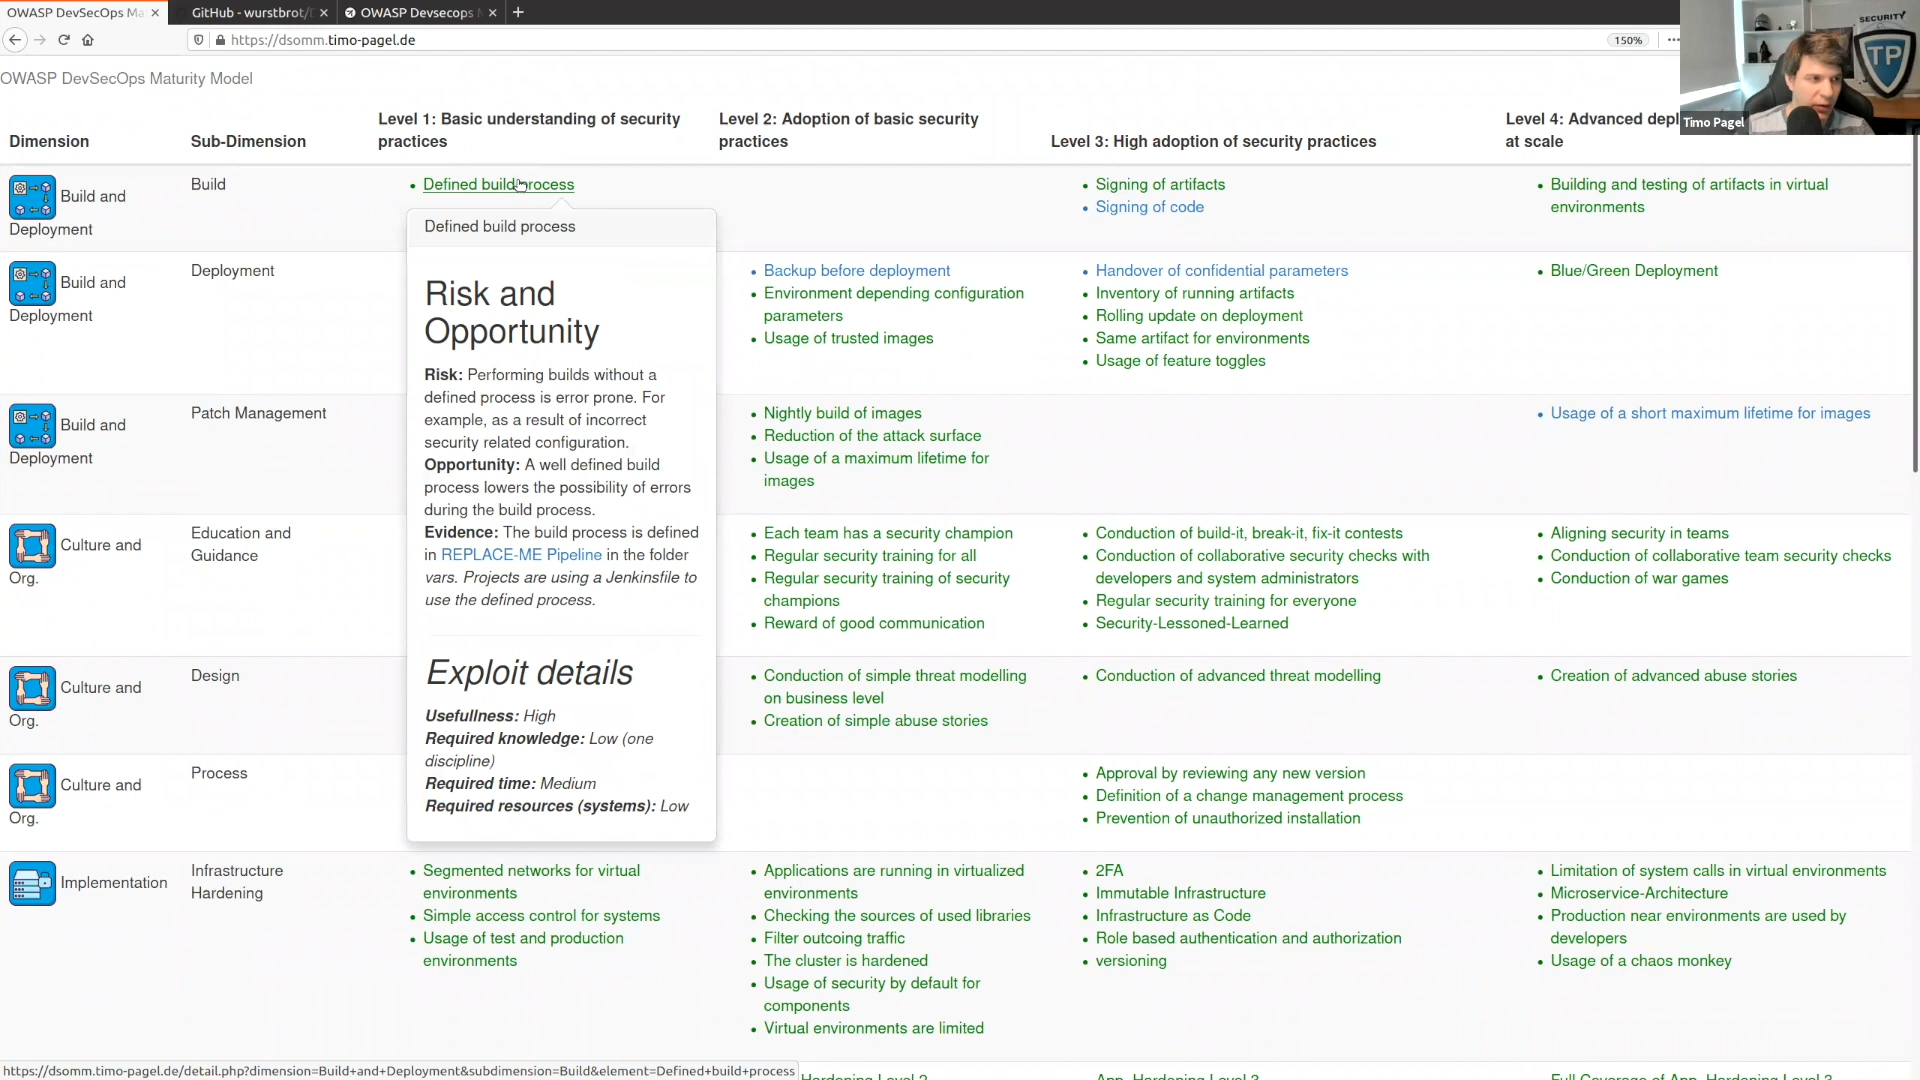 OWASP DevSecOps Ma
GitHub - wurstbrot/
OWASP Devsecops
https://dsomm.timo-pagel.de
150%
SECURITY
TP
Timo Pagel
OWASP DevSecOps Maturity Model
Dimension
Sub-Dimension
Level 1: Basic understanding of security
practices
Level 2: Adoption of basic security
practices
Level 3: High adoption of security practices
Level 4: Advanced depl
at scale
Build and
Deployment
Build
Defined build process
Signing of artifacts
Signing of code
Building and testing of artifacts in virtual
environments
Defined build process
Risk and
Opportunity
Risk: Performing builds without a
defined process is error prone. For
example, as a result of incorrect
security related configuration.
Opportunity: A well defined build
process lowers the possibility of errors
during the build process.
Evidence: The build process is defined
in REPLACE-ME Pipeline in the folder
vars. Projects are using a Jenkinsfile to
use the defined process.
Exploit details
Usefullness: High
Required knowledge: Low (one
discipline)
Required time: Medium
Required resources (systems): Low
Build and
Deployment
Deployment
Backup before deployment
Environment depending configuration
parameters
Usage of trusted images
Handover of confidential parameters
Inventory of running artifacts
Rolling update on deployment
Same artifact for environments
Usage of feature toggles
Blue/Green Deployment
Build and
Deployment
Patch Management
Nightly build of images
Reduction of the attack surface
Usage of a maximum lifetime for
images
Usage of a short maximum lifetime for images
Culture and
Org.
Education and
Guidance
Each team has a security champion
Regular security training for all
Regular security training of security
champions
Reward of good communication
Conduction of build-it, break-it, fix-it contests
Conduction of collaborative security checks with
developers and system administrators
Regular security training for everyone
Security-Lessoned-Learned
Aligning security in teams
Conduction of collaborative team security checks
Conduction of war games
Culture and
Org.
Design
Conduction of simple threat modelling
on business level
Creation of simple abuse stories
Conduction of advanced threat modelling
Creation of advanced abuse stories
Culture and
Org.
Process
Approval by reviewing any new version
Definition of a change management process
Prevention of unauthorized installation
Implementation
Infrastructure
Hardening
Segmented networks for virtual
environments
Simple access control for systems
Usage of test and production
environments
Applications are running in virtualized
environments
Checking the sources of used libraries
Filter outcoing traffic
The cluster is hardened
Usage of security by default for
components
Virtual environments are limited
2FA
Immutable Infrastructure
Infrastructure as Code
Role based authentication and authorization
versioning
Limitation of system calls in virtual environments
Microservice-Architecture
Production near environments are used by
developers
Usage of a chaos monkey
https://dsomm.timo-pagel.de/detail.php?dimension=Build+and+Deployment&subdimension=Build&element=Defined+build+process
Hardening Level 2
App. Hardening Level 3
Full Coverage of App. Hardening Level 3